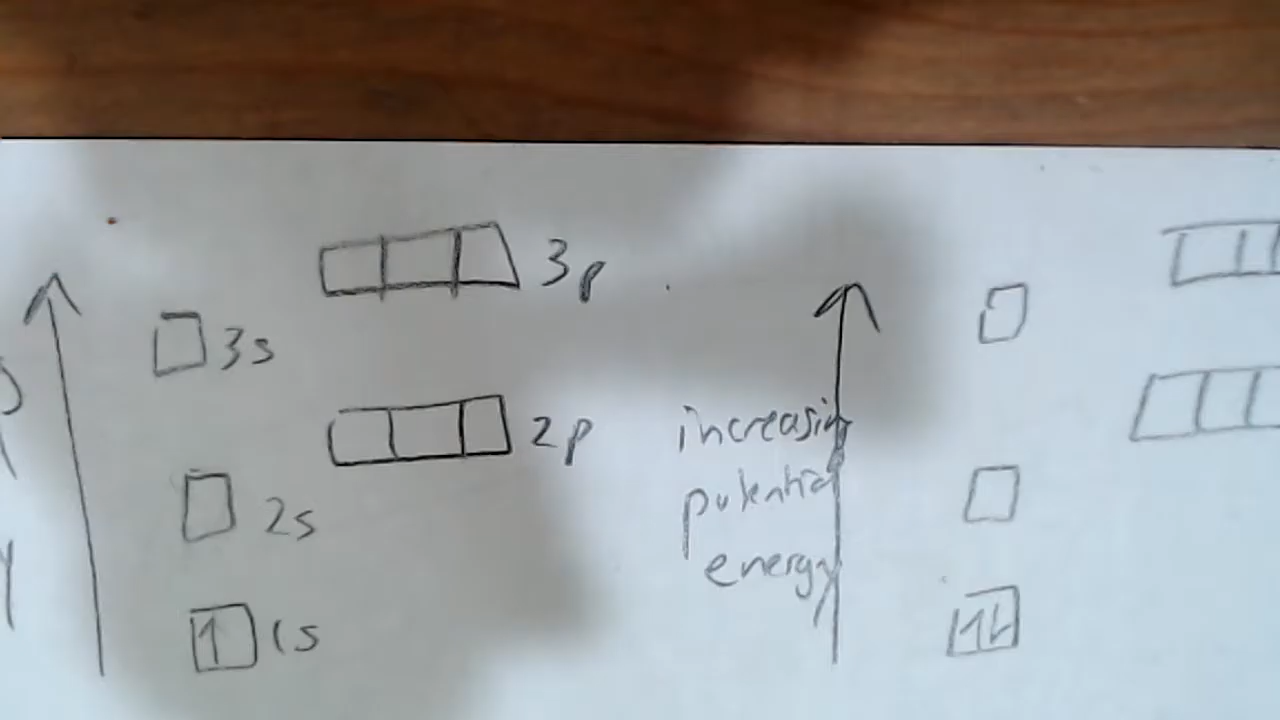 3p
3s
2p
2s
1s
increasing
potential
energy